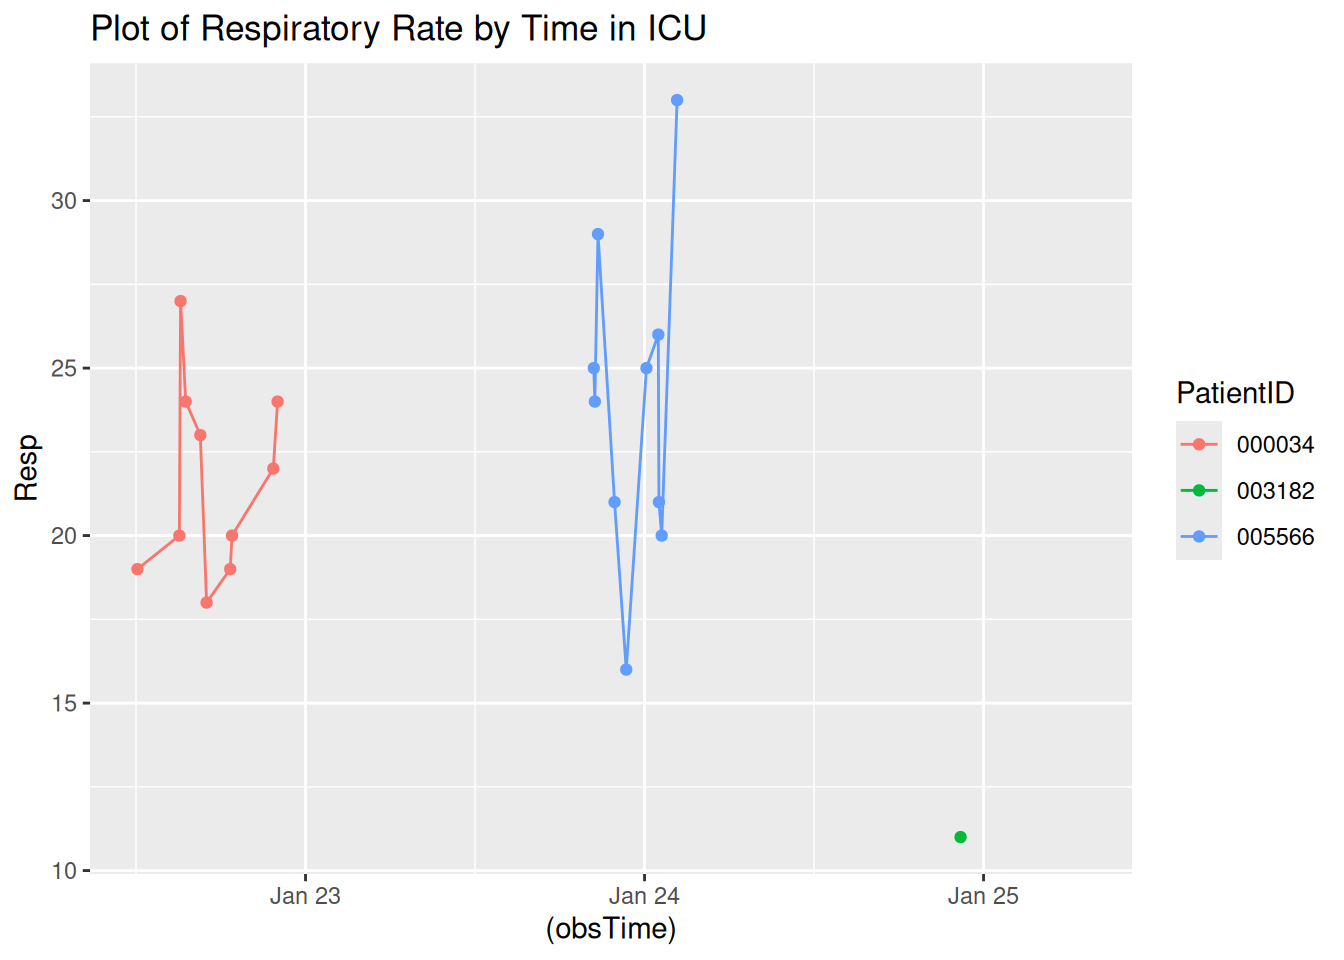 Plot of Respiratory Rate by Time in ICU
30
25
20
15
10
Resp
Jan 23
Jan 24
Jan 25
(obsTime)
PatientID
000034
003182
005566